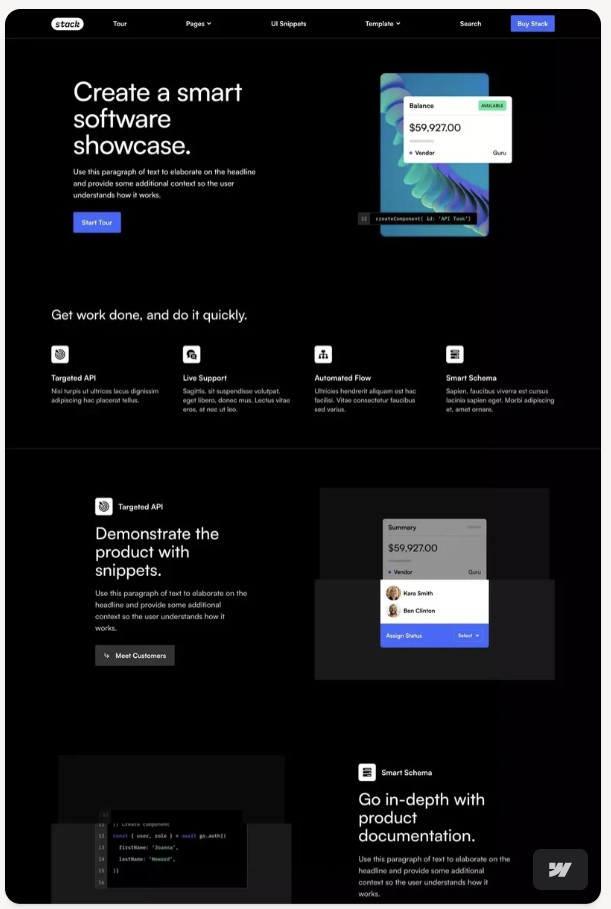 stack
Tour
Pages
UI Snippets
Template
Search
Buy Stack
Create a smart
software
showcase.
Use this paragraph of text to elaborate on the headline
and provide some additional context so the user
understands how it works.
Start Tour
Balance
AVAILABLE
$59,927.00
Vendor
Guru
createComponent( id: 'API Task')
Get work done, and do it quickly.
Targeted API
Nisi turpis ut ultrices lacus dignissim
adipiscing hac placerat tellus.
Live Support
Sagittis, sit suspendisse volutpat,
eget libero, donec mus. Lectus vitae
eros, at nec ut leo.
Automated Flow
Ultricies hendrerit aliquam est hac
facilisi. Vitae consectetur faucibus
sed varius.
Smart Schema
Sapien, faucibus viverra est cursus
lacinia sapien eget. Morbi adipiscing
et, amet ornare.
Targeted API
Demonstrate the
product with
snippets.
Use this paragraph of text to elaborate on the
headline and provide some additional
context so the user understands how it
works.
Meet Customers
Summary
$59,927.00
Vendor
Guru
Kara Smith
Ben Clinton
Assign Status
Select
// Create component
12 const { user, role } = await go.auth()
13 firstName: 'Joanna',
14 lastName: 'Howard',
15 })
16
Smart Schema
Go in-depth with
product
documentation.
Use this paragraph of text to elaborate on the
headline and provide some additional
context so the user understands how it
works.